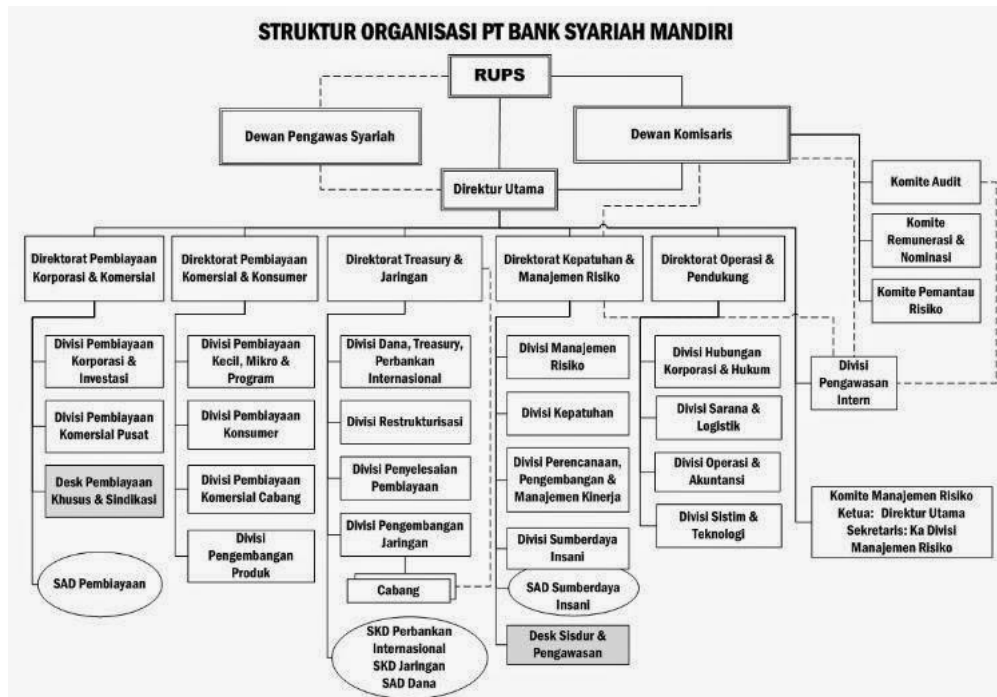 STRUKTUR ORGANISASI PT BANK SYARIAH MANDIRI
RUPS
Dewan Pengawas Syariah
Dewan Komisaris
Direktur Utama
Komite Audit
Komite
Remunerasi &
Nominasi
Komite Pemantau
Risiko
Direktorat Pembiayaan
Korporasi & Komersial
Direktorat Pembiayaan
Komersial & Konsumer
Direktorat Treasury &
Jaringan
Direktorat Kepatuhan
& Manajemen Risiko
Direktorat Operasi &
Pendukung
Divisi Pembiayaan
Korporasi &
Investasi
Divisi Pembiayaan
Komersial Pusat
Desk Pembiayaan
Khusus & Sindikasi
SAD Pembiayaan
Divisi Pembiayaan
Kecil, Mikro &
Program
Divisi Pembiayaan
Konsumer
Divisi Pembiayaan
Komersial Cabang
Divisi
Pengembangan
Produk
Divisi Dana, Treasury,
Perbankan
Internasional
Divisi Restrukturisasi
Divisi Penyelesaian
Pembiayaan
Divisi Pengembangan
Jaringan
Cabang
SKD Perbankan
Internasional
SKD Jaringan
SAD Dana
Divisi Manajemen
Risiko
Divisi Kepatuhan
Divisi Perencanaan,
Pengembangan &
Manajemen Kinerja
Divisi Sumberdaya
Insani
SAD Sumberdaya
Insani
Desk Sisdur &
Pengawasan
Divisi Hubungan
Korporasi & Hukum
Divisi Sarana &
Logistik
Divisi Operasi &
Akuntansi
Divisi Sistim &
Teknologi
Divisi
Pengawasan
Intern
Komite Manajemen Risiko
Ketua: Direktur Utama
Sekretaris: Ka Divisi
Manajemen Risiko